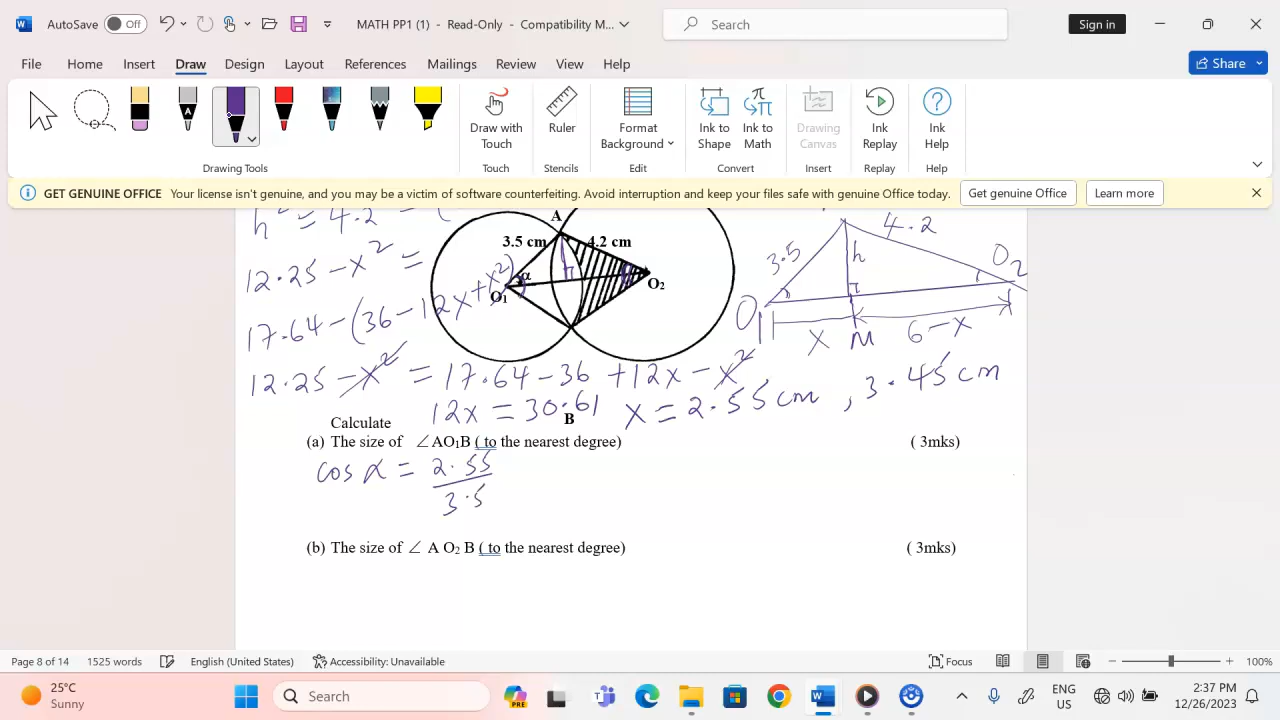 AutoSave Off MATH PP1 (1) - Read-Only - Compatibility M... Search Sign in
File Home Insert Draw Design Layout References Mailings Review View Help Share
Draw with Touch Ruler Format Background Ink to Shape Ink to Math Drawing Canvas Ink Replay Ink Help
Drawing Tools Touch Stencils Edit Convert Insert Replay Help
GET GENUINE OFFICE Your license isn't genuine, and you may be a victim of software counterfeiting. Avoid interruption and keep your files safe with genuine Office today. Get genuine Office Learn more
h² = 4.2² - (
A
4.2
3.5 cm 4.2 cm
3.5 h O2
12.25 - x² =
α
O₁ O₂
17.64 - (36 - 12x + x²)
O1 x M 6-x
12.25 - x² = 17.64 - 36 + 12x - x²
12x = 30.61 x = 2.55 cm , 3.45 cm
B
Calculate
(a) The size of ∠AO₁B ( to the nearest degree) ( 3mks)
cos α = 2.55
3.5
(b) The size of ∠ A O₂ B ( to the nearest degree) ( 3mks)
Page 8 of 14 1525 words English (United States) Accessibility: Unavailable Focus 100%
25°C
Sunny
Search
PRE
ENG
US
2:37 PM
12/26/2023